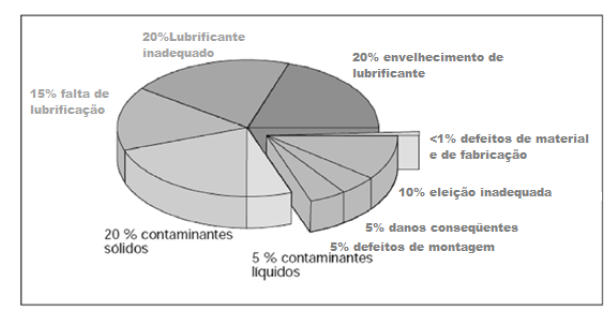 20%Lubrificante
inadequado
20% envelhecimento de
lubrificante
15% falta de
lubrificação
<1% defeitos de material
e de fabricação
10% eleição inadequada
5% danos conseqüentes
20 % contaminantes
sólidos
5% defeitos de montagem
5 % contaminantes
líquidos